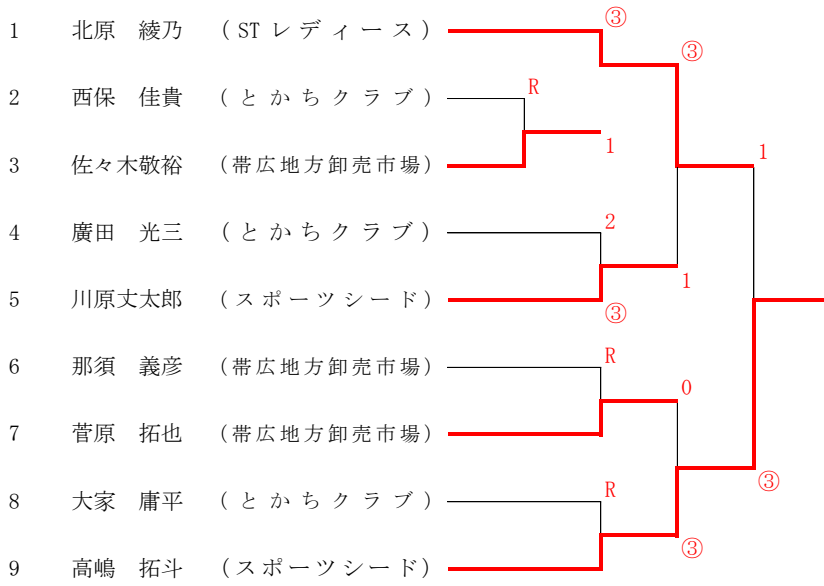 1 北原 綾乃 (STレディース) ③
③
2 西保 佳貴 (とかちクラブ) R
1 1
3 佐々木敬裕 (帯広地方卸売市場)
4 廣田 光三 (とかちクラブ) 2
1
5 川原丈太郎 (スポーツシード) ③
6 那須 義彦 (帯広地方卸売市場) R
0
7 菅原 拓也 (帯広地方卸売市場)
③
8 大家 庸平 (とかちクラブ) R
③
9 高嶋 拓斗 (スポーツシード)